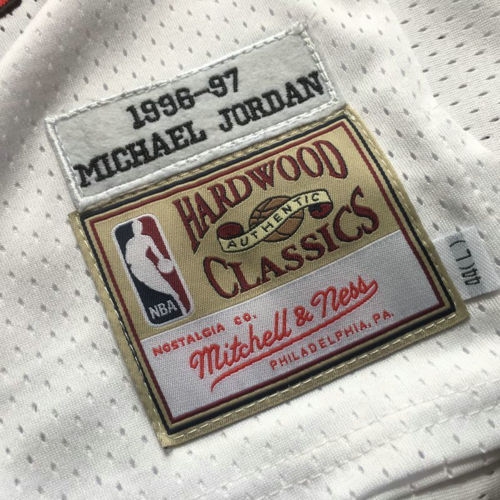 1996-97
MICHAEL JORDAN
HARDWOOD
AUTHENTIC
CLASSICS
NBA
NOSTALGIA CO.
Mitchell & Ness
PHILADELPHIA, PA.
44(L)